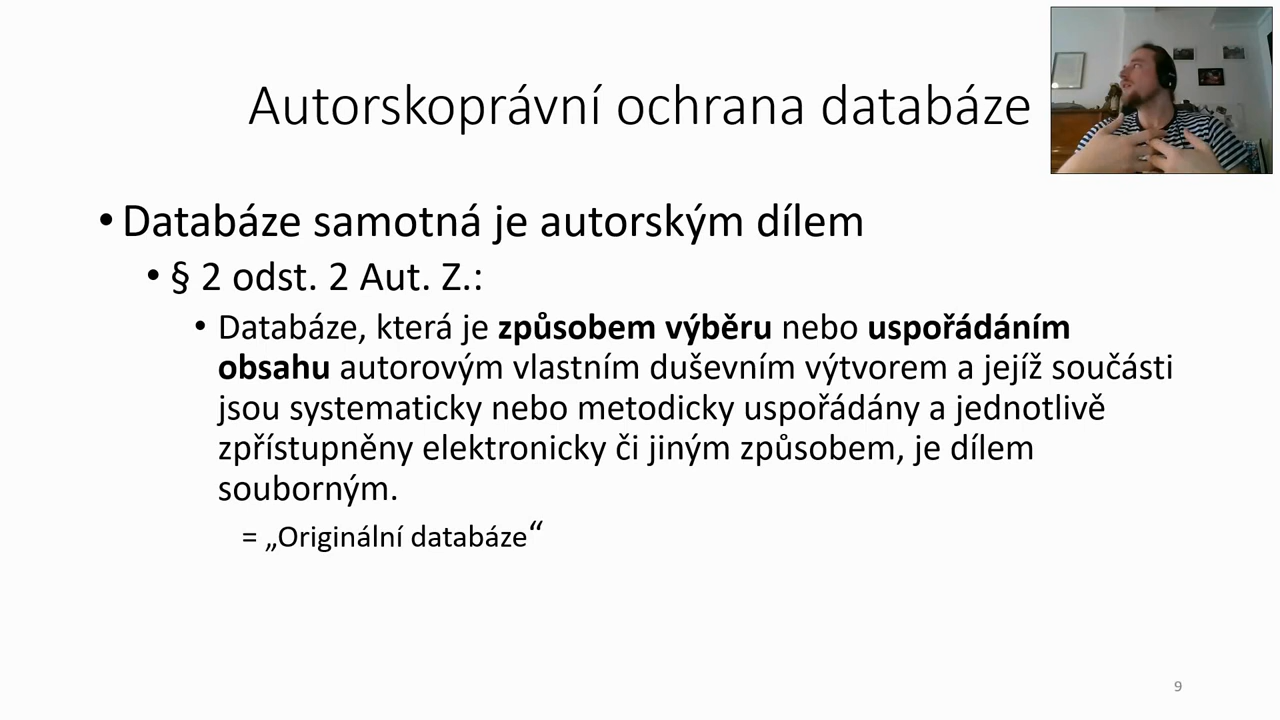 Autorskoprávní ochrana databáze
• Databáze samotná je autorským dílem
• § 2 odst. 2 Aut. Z.:
• Databáze, která je způsobem výběru nebo uspořádáním
obsahu autorovým vlastním duševním výtvorem a jejíž součásti
jsou systematicky nebo metodicky uspořádány a jednotlivě
zpřístupněny elektronicky či jiným způsobem, je dílem
souborným.
= „Originální databáze“
9